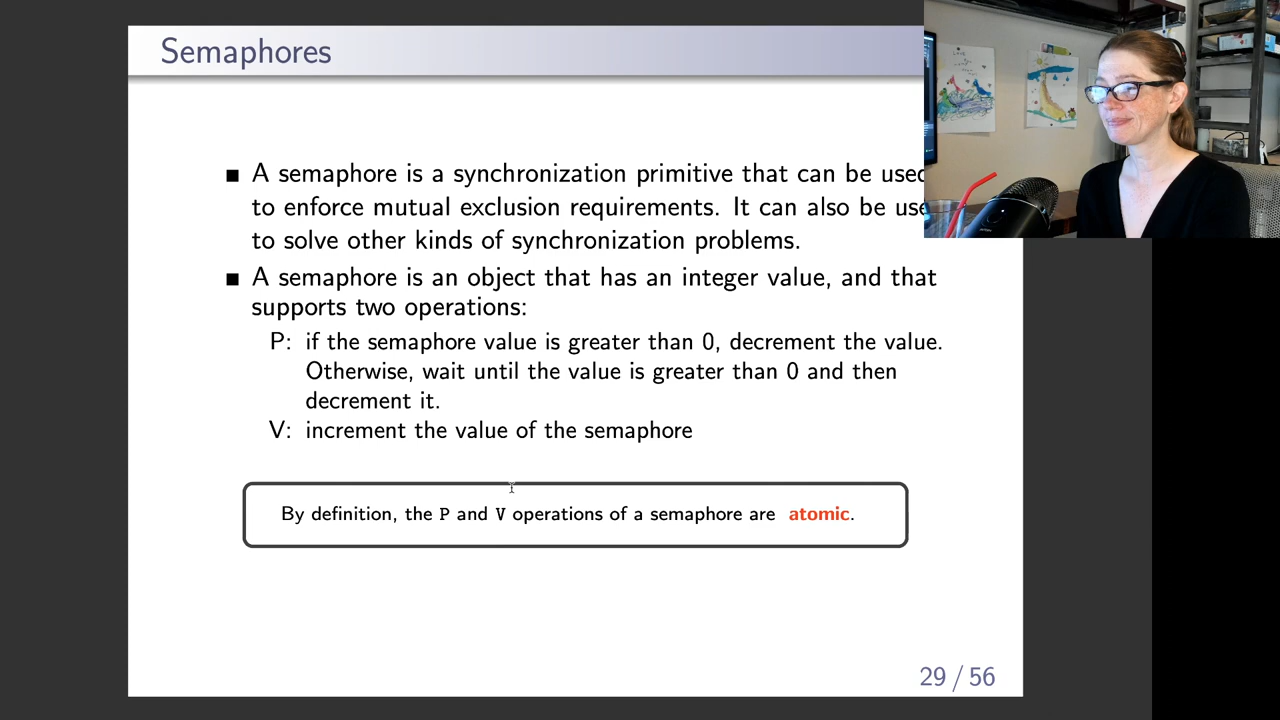 Semaphores
■ A semaphore is a synchronization primitive that can be used
to enforce mutual exclusion requirements. It can also be use
to solve other kinds of synchronization problems.
■ A semaphore is an object that has an integer value, and that
supports two operations:
P: if the semaphore value is greater than 0, decrement the value.
Otherwise, wait until the value is greater than 0 and then
decrement it.
V: increment the value of the semaphore
By definition, the P and V operations of a semaphore are atomic.
29 / 56